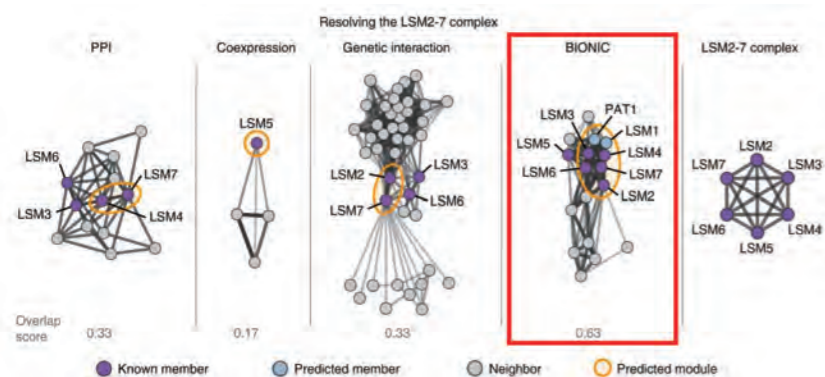 Resolving the LSM2-7 complex
PPI
Coexpression
Genetic interaction
BIONIC
LSM2-7 complex
LSM6
LSM7
LSM3
LSM4
LSM5
LSM2
LSM3
LSM7
LSM6
LSM3
PAT1
LSM1
LSM5
LSM4
LSM6
LSM7
LSM2
LSM2
LSM7
LSM3
LSM6
LSM4
LSM5
Overlap
score
0.33
0.17
0.33
0.63
Known member
Predicted member
Neighbor
Predicted module